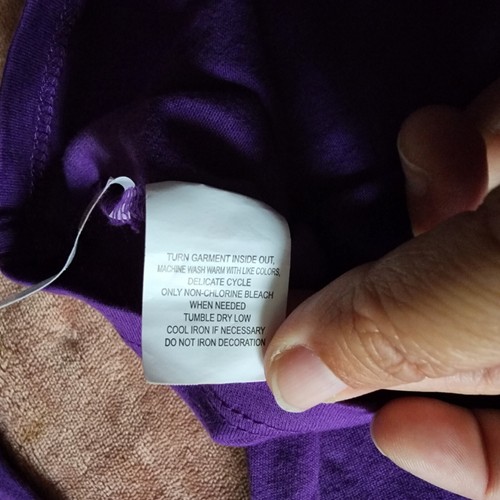 TURN GARMENT INSIDE OUT,
MACHINE WASH WARM WITH LIKE COLORS,
DELICATE CYCLE
ONLY NON-CHLORINE BLEACH
WHEN NEEDED
TUMBLE DRY LOW
COOL IRON IF NECESSARY
DO NOT IRON DECORATION